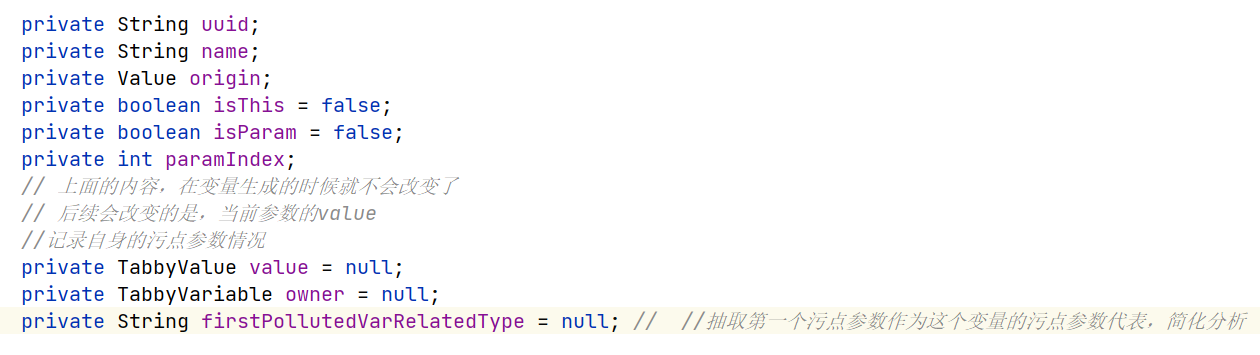 private String uuid;
private String name;
private Value origin;
private boolean isThis = false;
private boolean isParam = false;
private int paramIndex;
// 上面的内容，在变量生成的时候就不会改变了
// 后续会改变的是，当前参数的value
//记录自身的污点参数情况
private TabbyValue value = null;
private TabbyVariable owner = null;
private String firstPollutedVarRelatedType = null; //  //抽取第一个污点参数作为这个变量的污点参数代表，简化分析